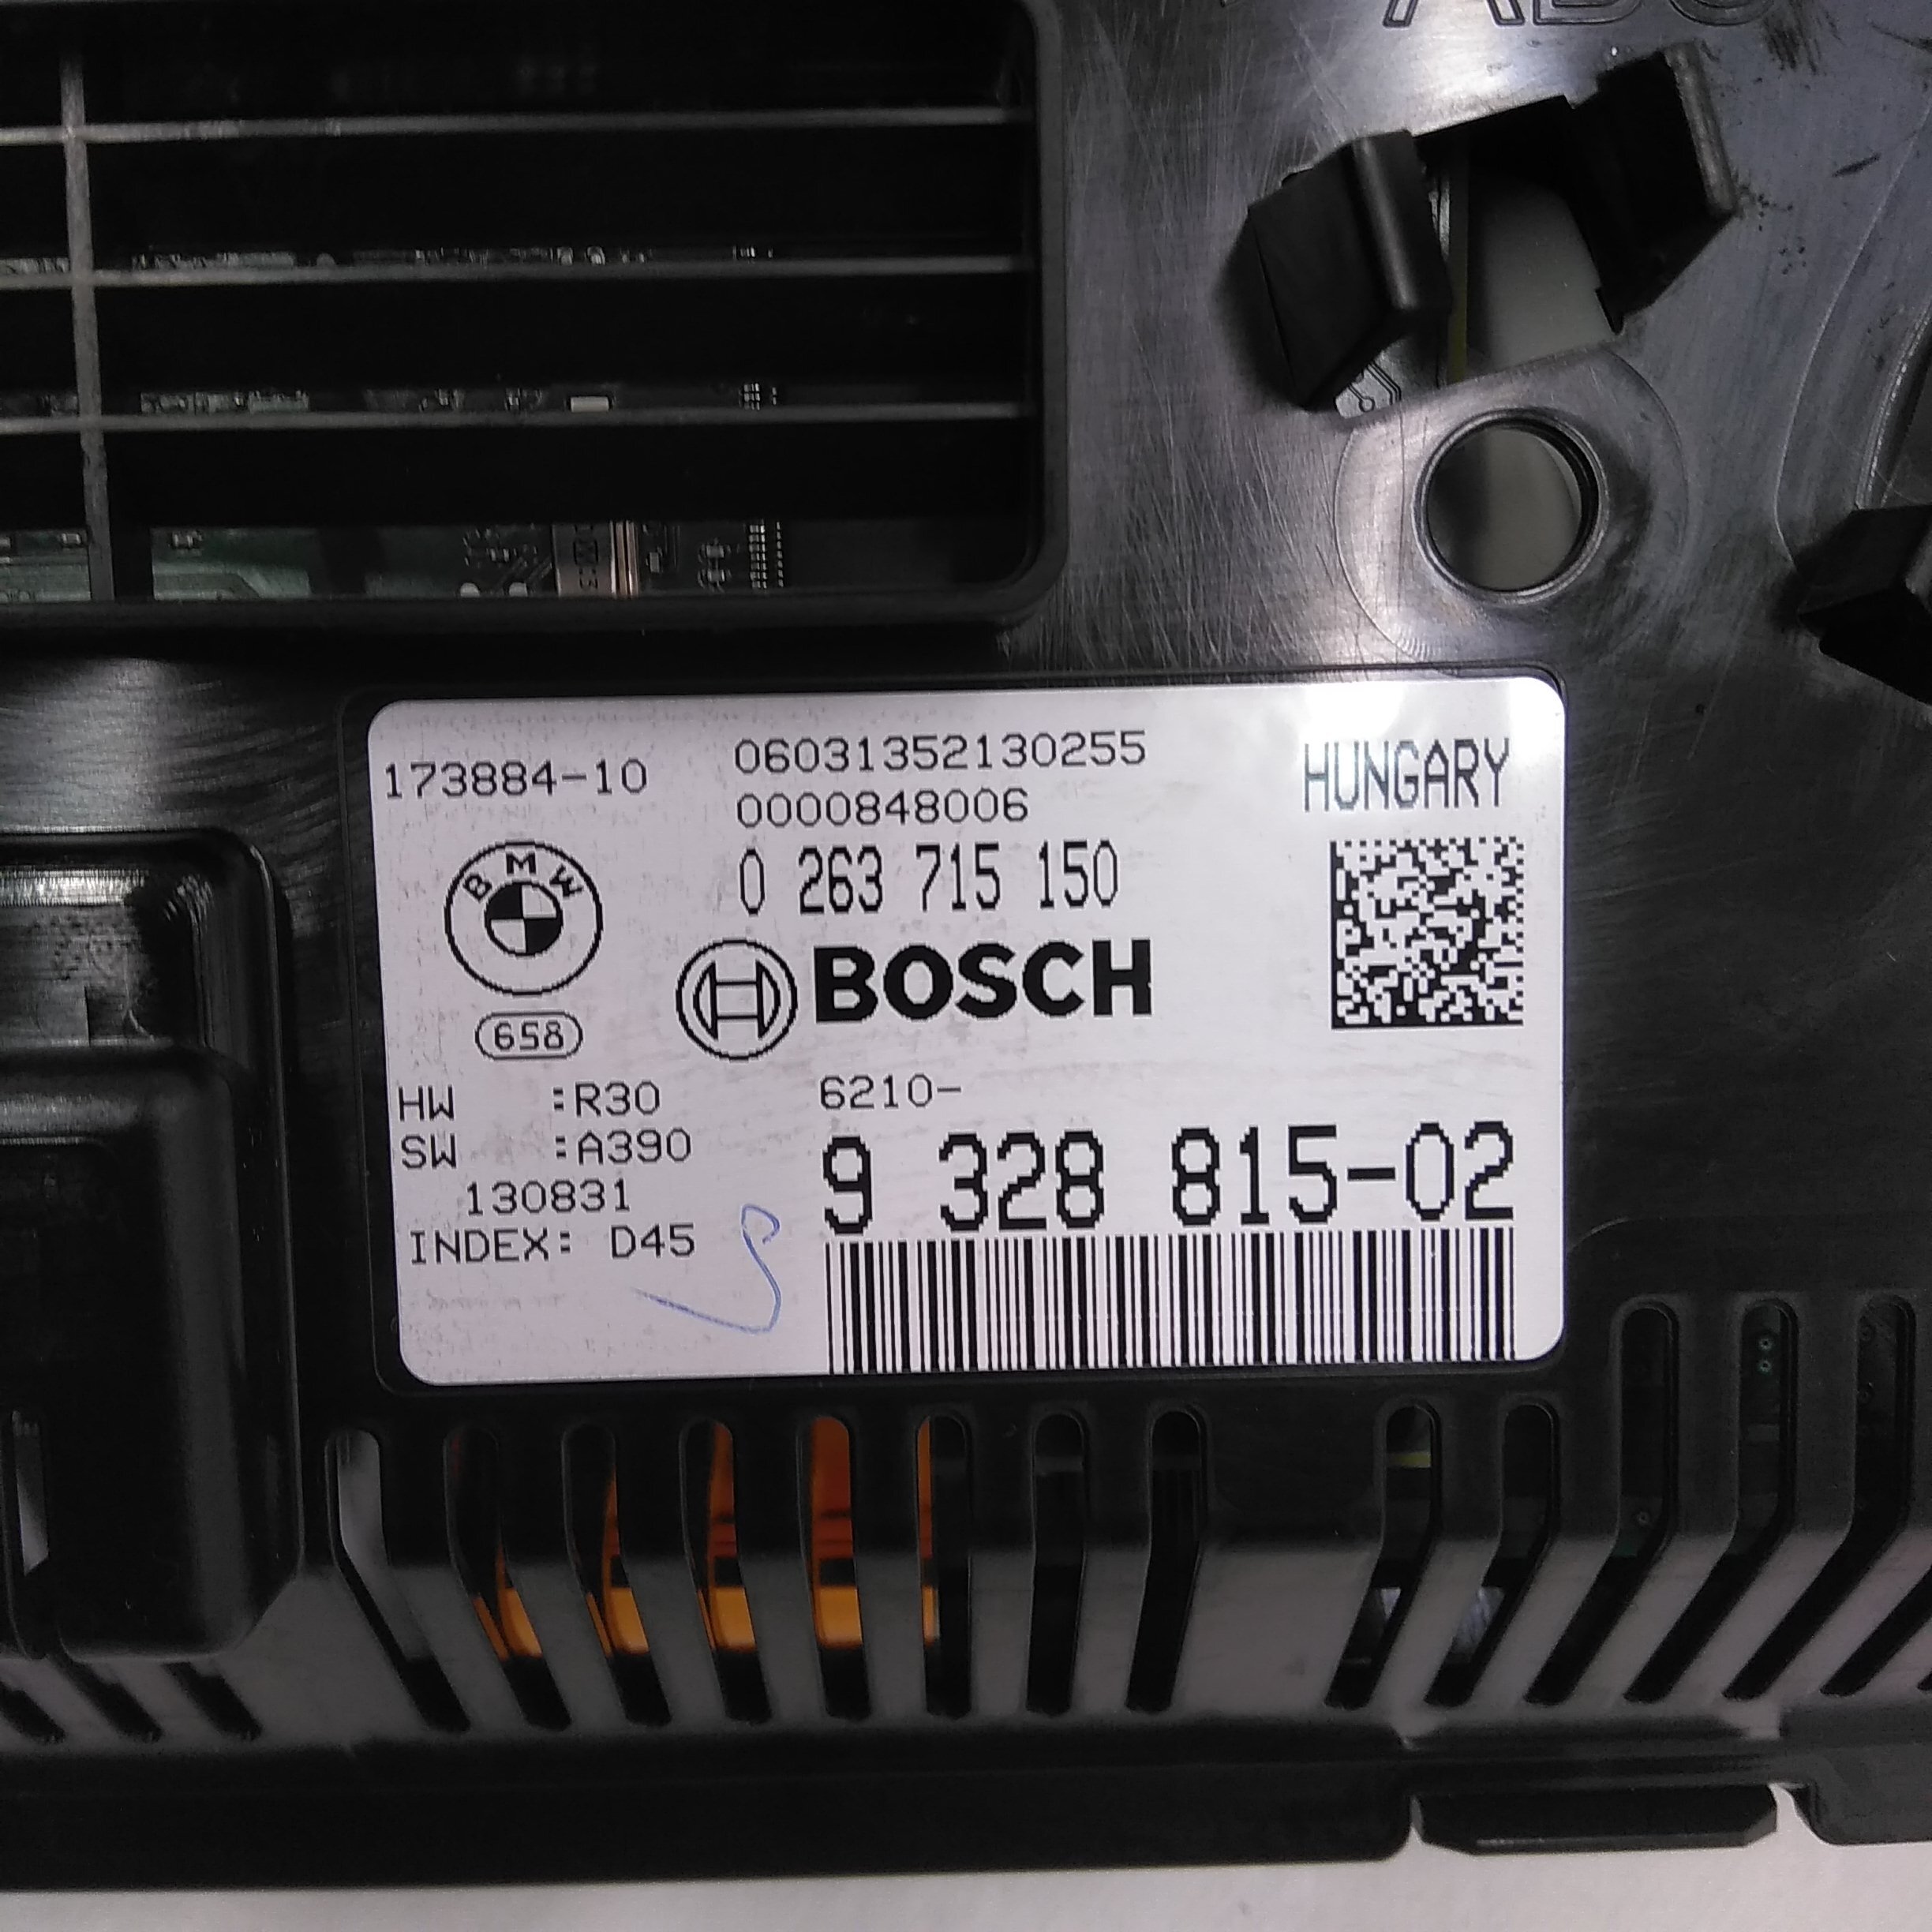 173884-10
06031352130255
0000848006
HUNGARY
0 263 715 150
BMW
BOSCH
658
HW :R30
SW :A390
130831
INDEX: D45
6210-
9 328 815-02